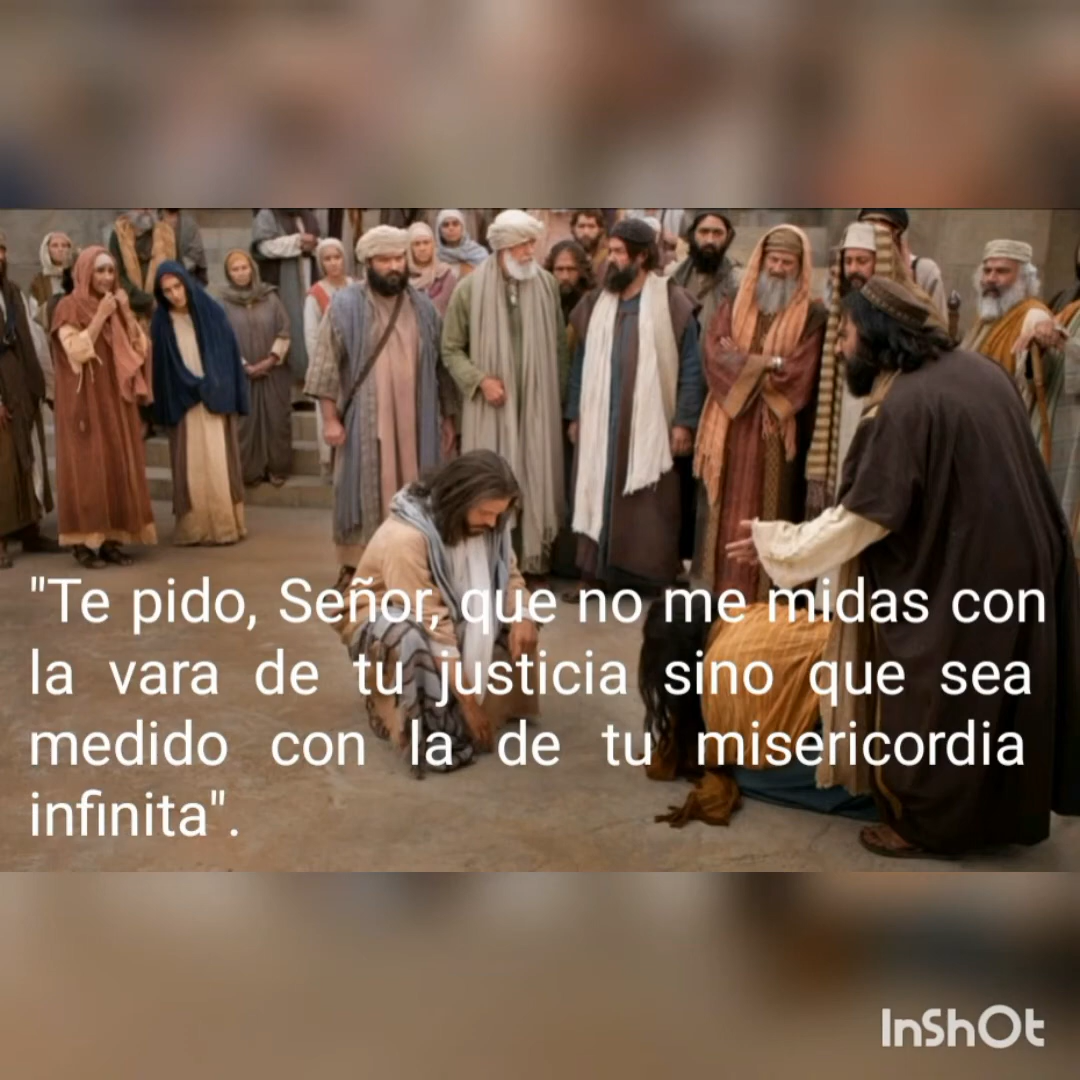 "Te pido, Señor, que no me midas con
la vara de tu justicia sino que sea
medido con la de tu misericordia
infinita".
InShOt